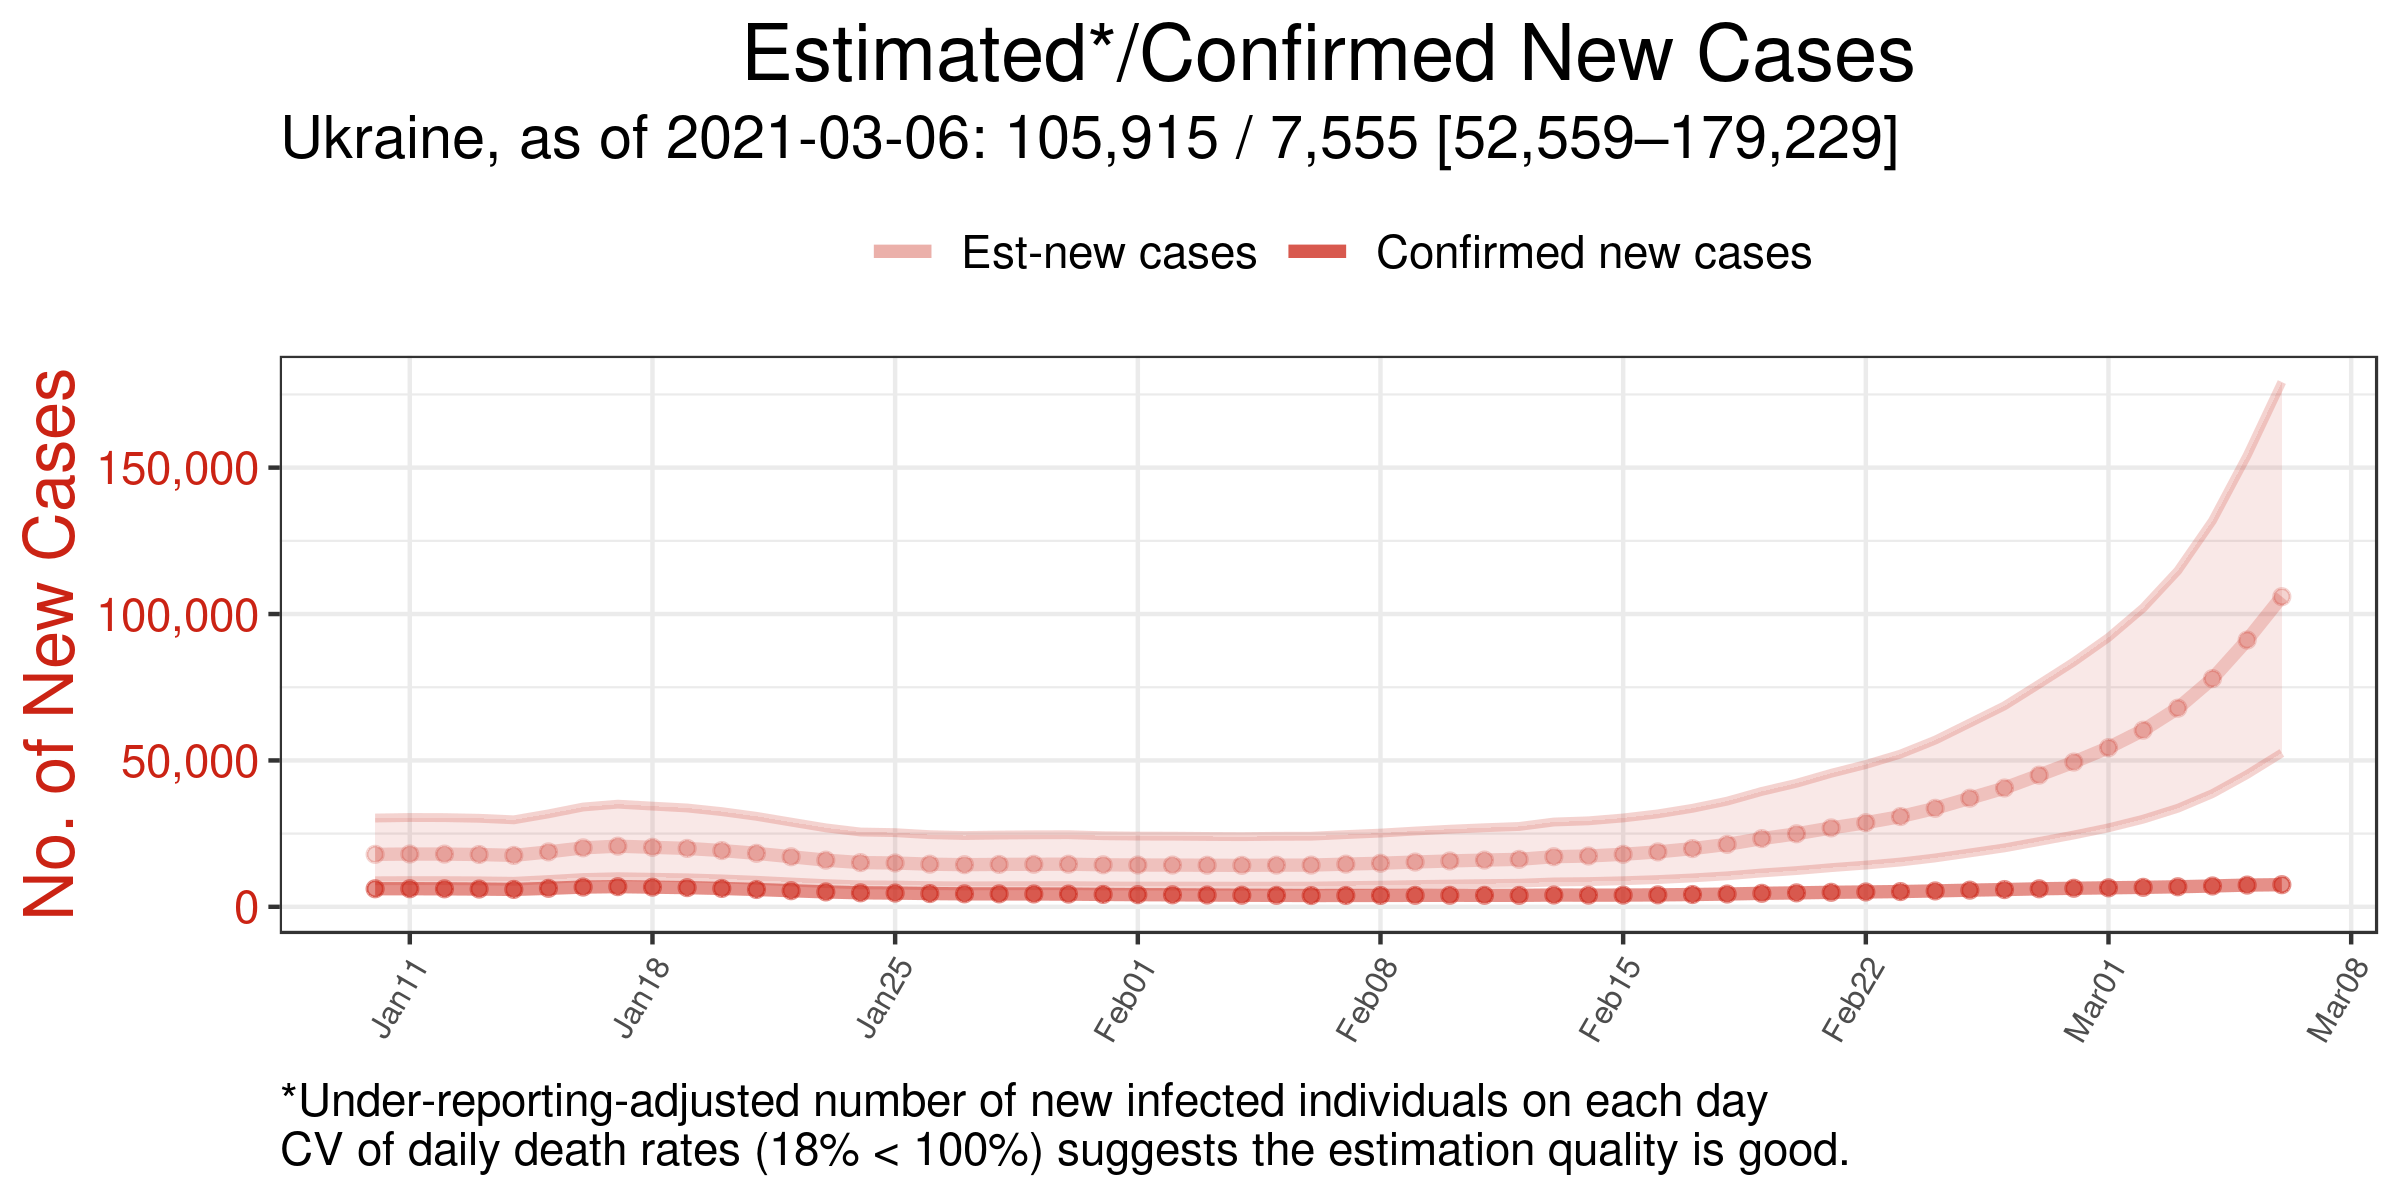 Estimated*/Confirmed New Cases
Ukraine, as of 2021-03-06: 105,915 / 7,555 [52,559–179,229]
Est-new cases
Confirmed new cases
No. of New Cases
150,000
100,000
50,000
0
Jan11
Jan18
Jan25
Feb01
Feb08
Feb15
Feb22
Mar01
Mar08
*Under-reporting-adjusted number of new infected individuals on each day
CV of daily death rates (18% < 100%) suggests the estimation quality is good.